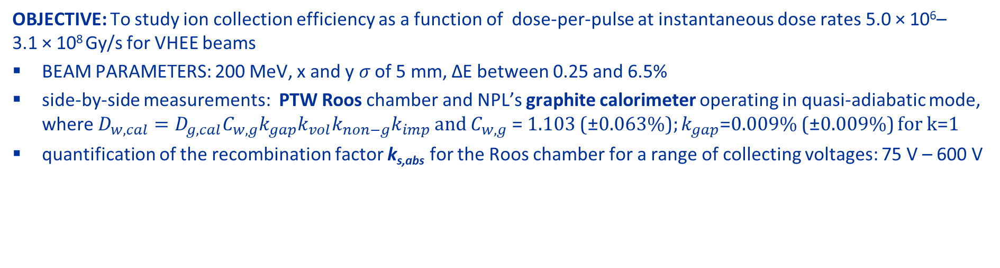 OBJECTIVE: To study ion collection efficiency as a function of  dose-per-pulse at instantaneous dose rates 5.0 × 10⁶–
3.1 × 10⁸ Gy/s for VHEE beams
▪ BEAM PARAMETERS: 200 MeV, x and y σ of 5 mm, ΔE between 0.25 and 6.5%
▪ side-by-side measurements:  PTW Roos chamber and NPL’s graphite calorimeter operating in quasi-adiabatic mode,
where D_{w,cal} = D_{g,cal}C_{w,g}k_{gap}k_{vol}k_{non−g}k_{imp} and C_{w,g} = 1.103 (±0.063%); k_{gap}=0.009% (±0.009%) for k=1
▪ quantification of the recombination factor k_{s,abs} for the Roos chamber for a range of collecting voltages: 75 V – 600 V